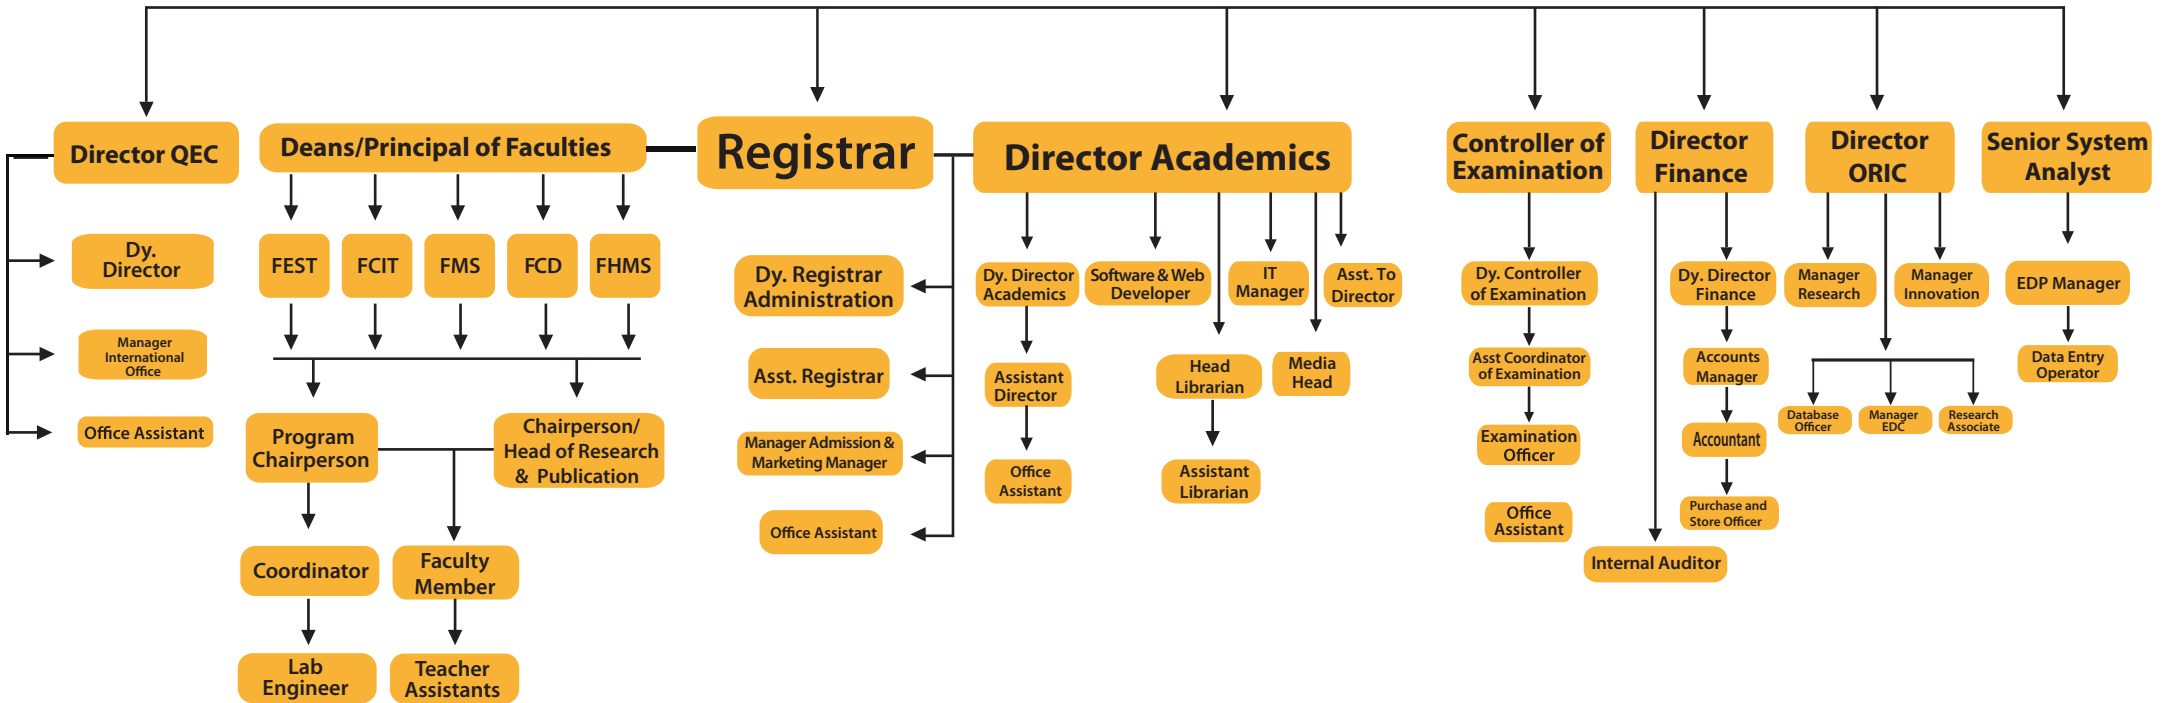 Director QEC
Deans/Principal of Faculties
Registrar
Director Academics
Controller of
Examination
Director
Finance
Director
ORIC
Senior System
Analyst
Dy.
Director
Manager
International
Office
Office Assistant
FEST
FCIT
FMS
FCD
FHMS
Program
Chairperson
Chairperson/
Head of Research
& Publication
Coordinator
Faculty
Member
Lab
Engineer
Teacher
Assistants
Dy. Registrar
Administration
Asst. Registrar
Manager Admission &
Marketing Manager
Office Assistant
Dy. Director
Academics
Software & Web
Developer
IT
Manager
Asst. To
Director
Assistant
Director
Head
Librarian
Media
Head
Office
Assistant
Assistant
Librarian
Dy. Controller
of Examination
Asst Coordinator
of Examination
Examination
Officer
Office
Assistant
Dy. Director
Finance
Accounts
Manager
Accountant
Purchase and
Store Officer
Internal Auditor
Manager
Research
Manager
Innovation
Database
Officer
Manager
EDC
Research
Associate
EDP Manager
Data Entry
Operator